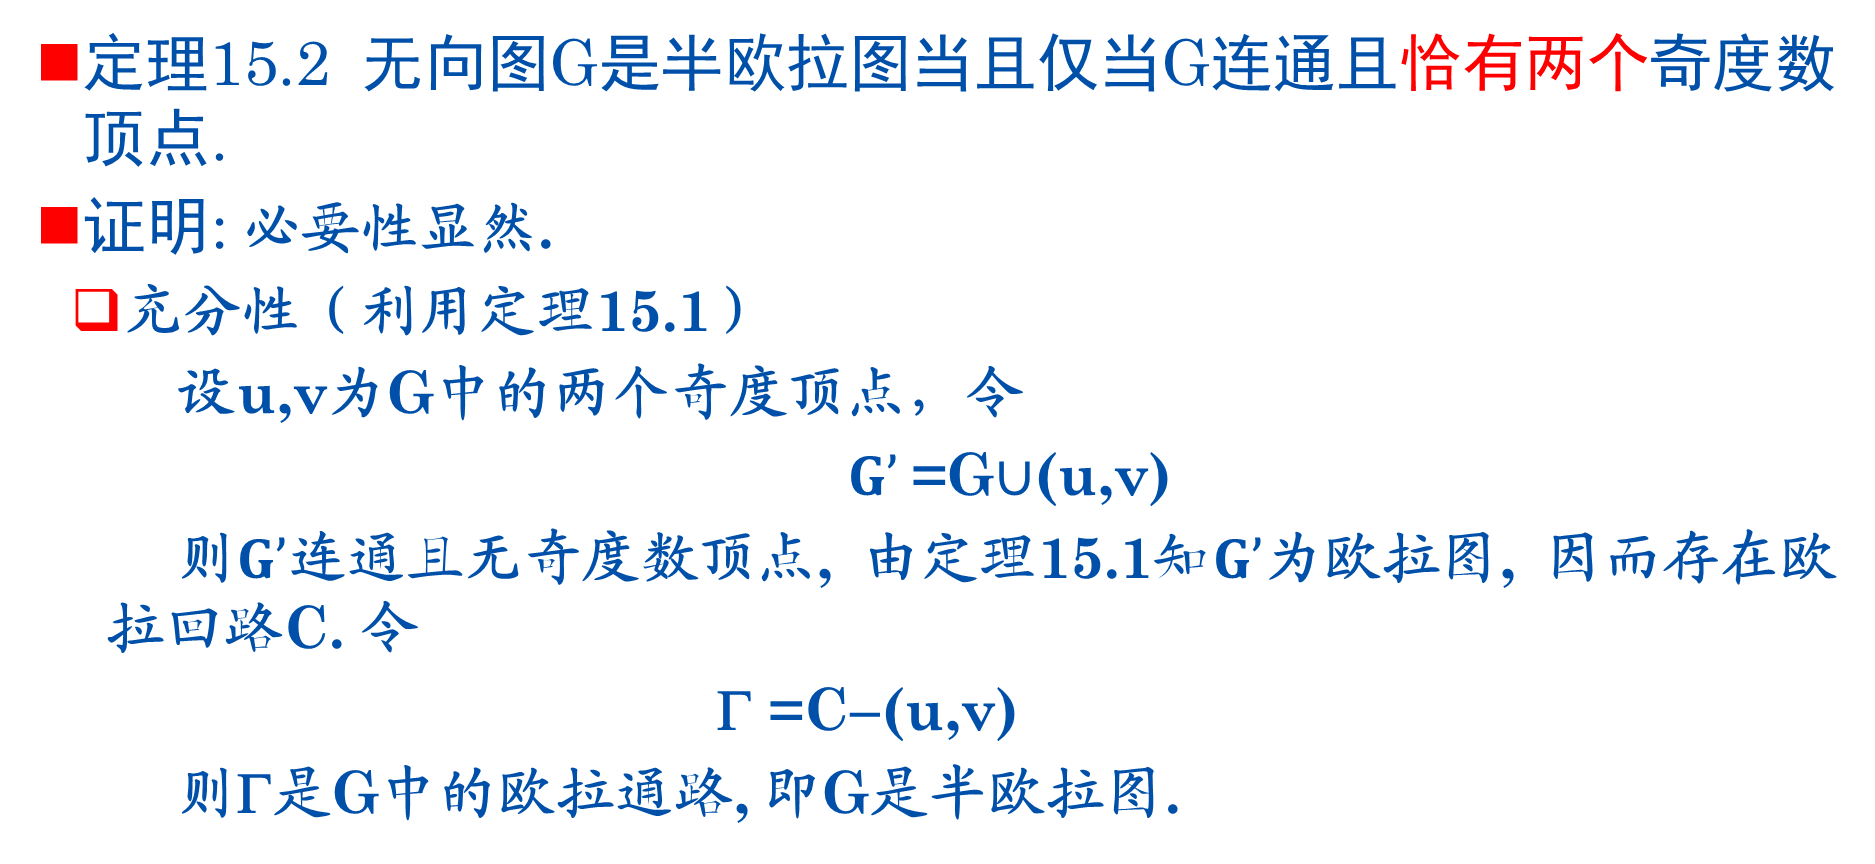 定理15.2 无向图G是半欧拉图当且仅当G连通且恰有两个奇度数
顶点.
证明: 必要性显然.
充分性（利用定理15.1）
设u,v为G中的两个奇度顶点，令
G’ =G∪(u,v)
则G’连通且无奇度数顶点, 由定理15.1知G’为欧拉图, 因而存在欧
拉回路C. 令
Γ =C–(u,v)
则Γ是G中的欧拉通路, 即G是半欧拉图.